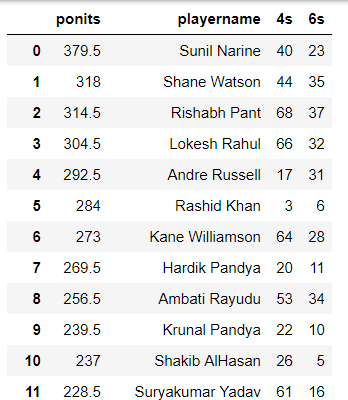 ponits playername 4s 6s
0 379.5 Sunil Narine 40 23
1 318 Shane Watson 44 35
2 314.5 Rishabh Pant 68 37
3 304.5 Lokesh Rahul 66 32
4 292.5 Andre Russell 17 31
5 284 Rashid Khan 3 6
6 273 Kane Williamson 64 28
7 269.5 Hardik Pandya 20 11
8 256.5 Ambati Rayudu 53 34
9 239.5 Krunal Pandya 22 10
10 237 Shakib AlHasan 26 5
11 228.5 Suryakumar Yadav 61 16